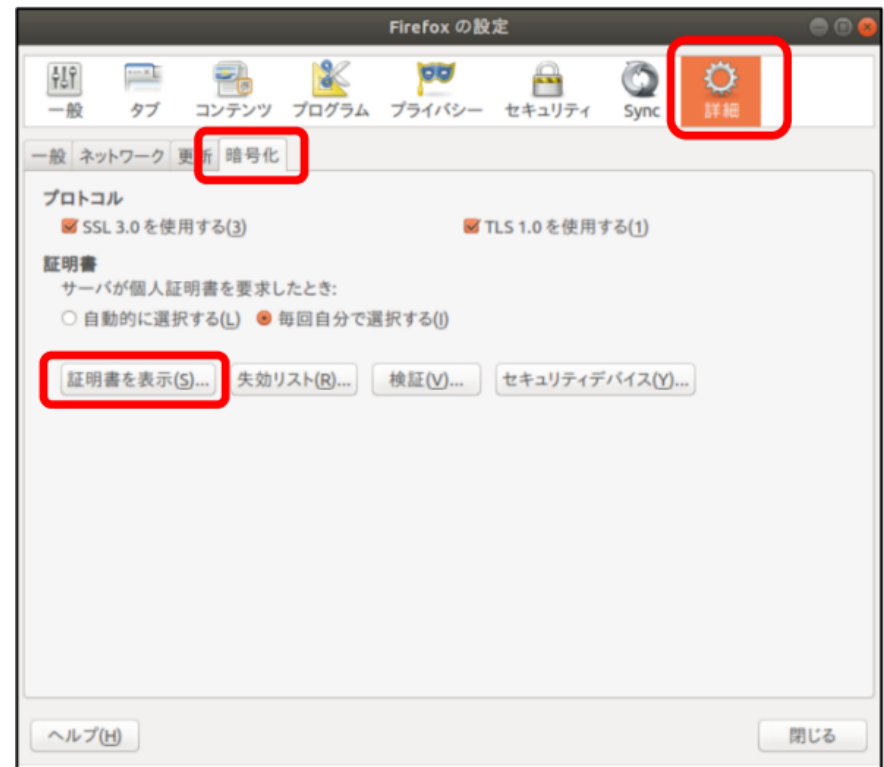 Firefox の設定
一般 タブ コンテンツ プログラム プライバシー セキュリティ Sync 詳細
一般 ネットワーク 更新 暗号化
プロトコル
SSL 3.0 を使用する(3) TLS 1.0 を使用する(1)
証明書
サーバが個人証明書を要求したとき:
自動的に選択する(L) 毎回自分で選択する(I)
証明書を表示(S)... 失効リスト(R)... 検証(V)... セキュリティデバイス(Y)...
ヘルプ(H) 閉じる